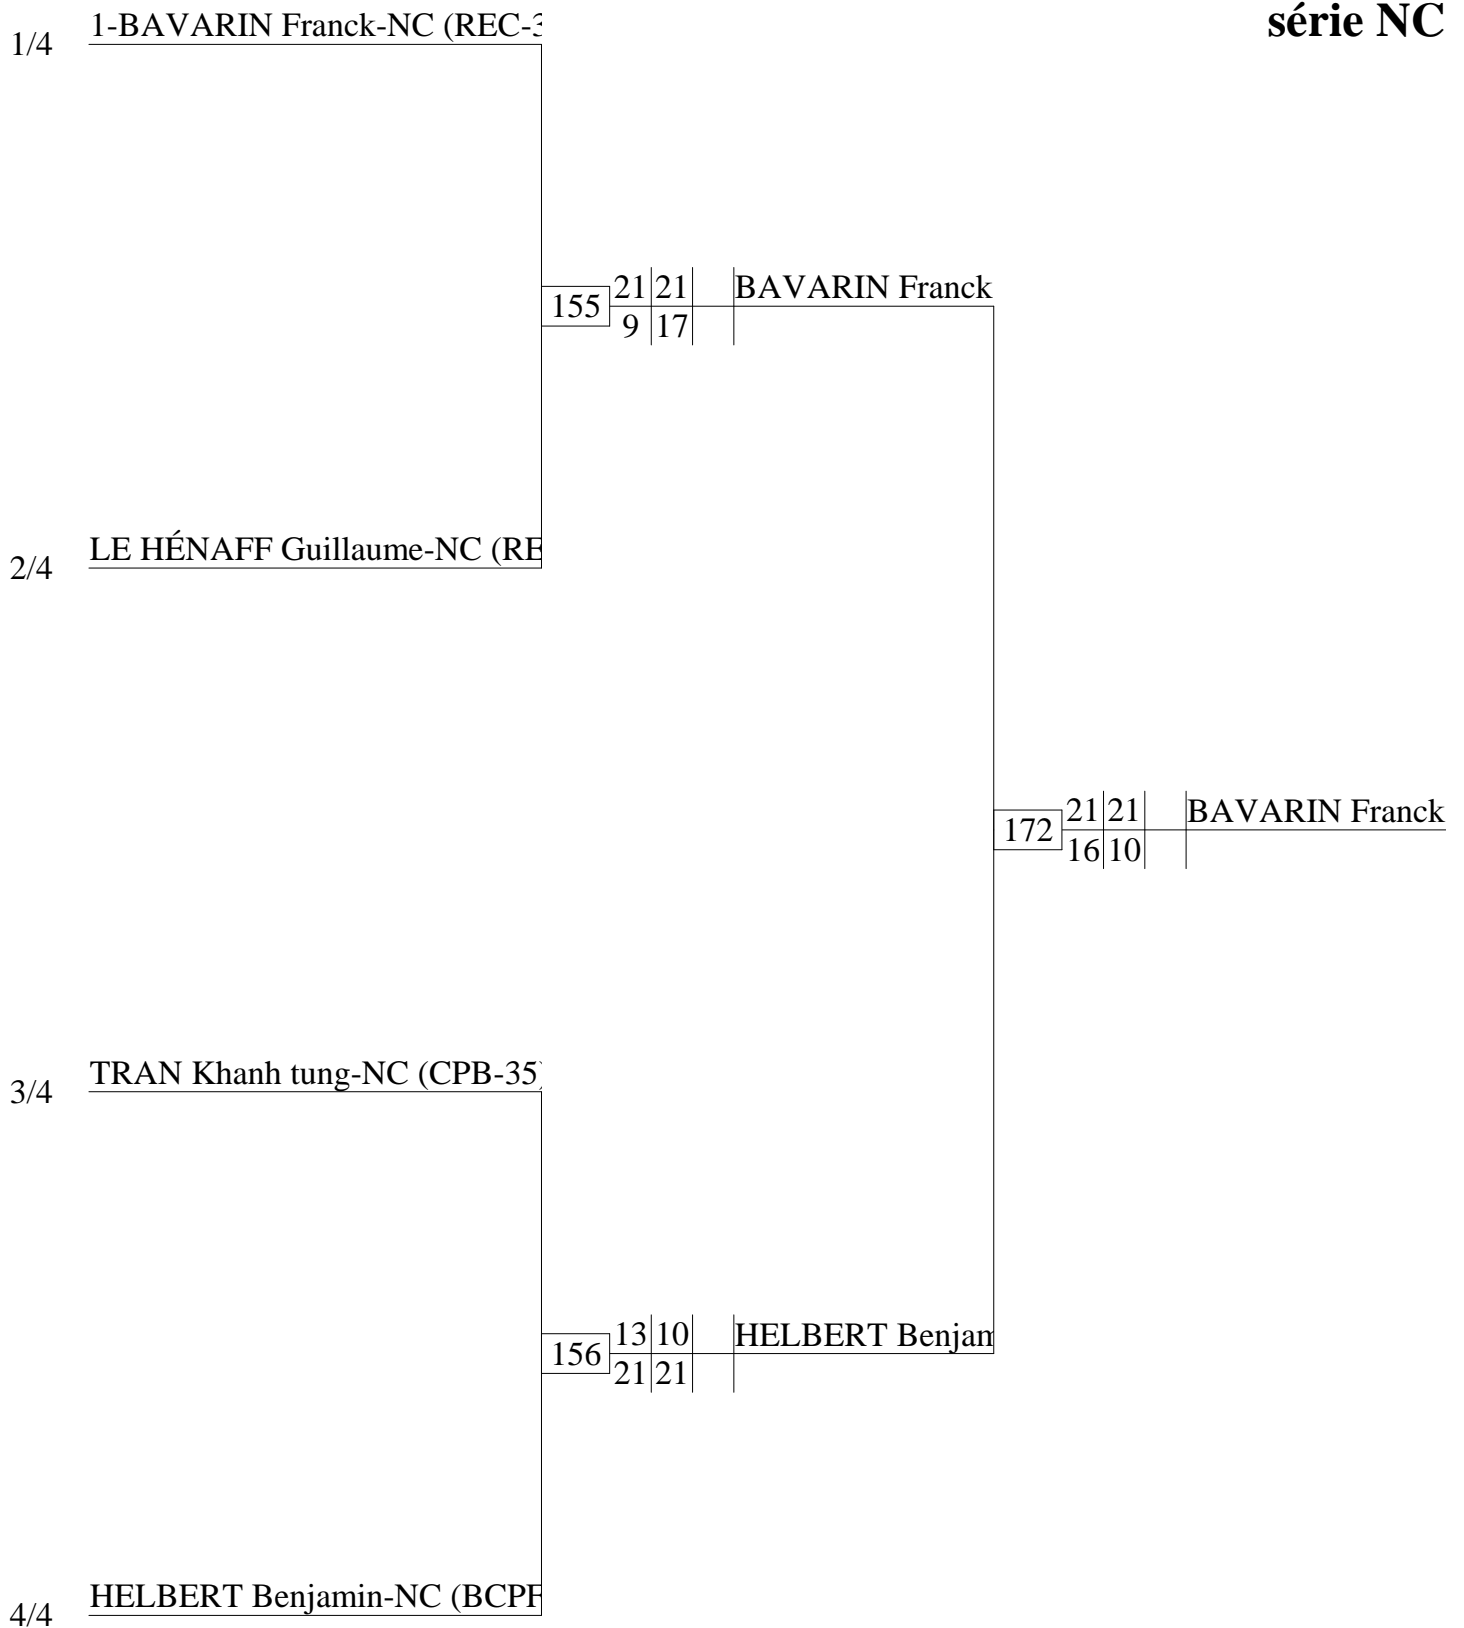 série NC
1/4 1-BAVARIN Franck-NC (REC-3
155 21 21 BAVARIN Franck
9 17
2/4 LE HÉNAFF Guillaume-NC (RE
172 21 21 BAVARIN Franck
16 10
3/4 TRAN Khanh tung-NC (CPB-35)
156 13 10 HELBERT Benjam
21 21
4/4 HELBERT Benjamin-NC (BCPF